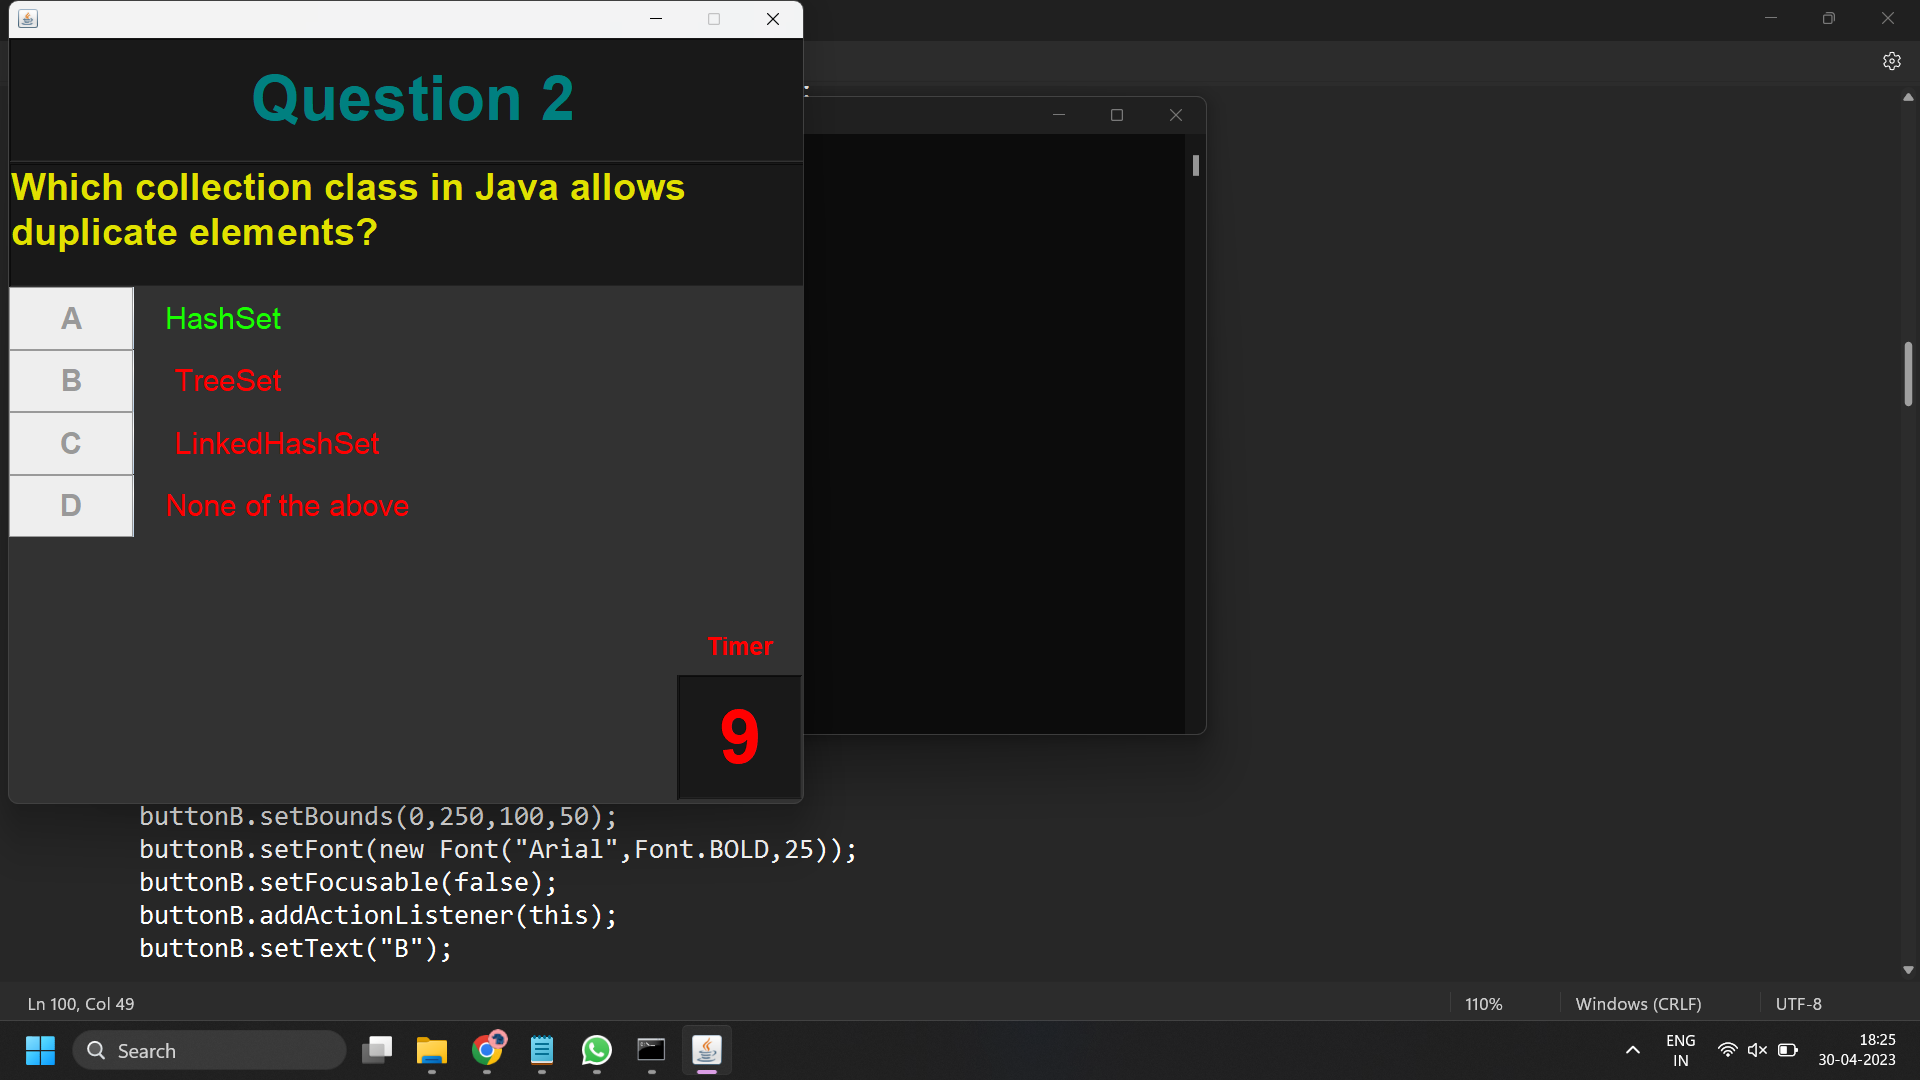 Question 2
Which collection class in Java allows
duplicate elements?
A HashSet
B TreeSet
C LinkedHashSet
D None of the above
Timer
9
buttonB.setBounds(0,250,100,50);
buttonB.setFont(new Font("Arial",Font.BOLD,25));
buttonB.setFocusable(false);
buttonB.addActionListener(this);
buttonB.setText("B");
Ln 100, Col 49
110%
Windows (CRLF)
UTF-8
Search
ENG
IN
18:25
30-04-2023